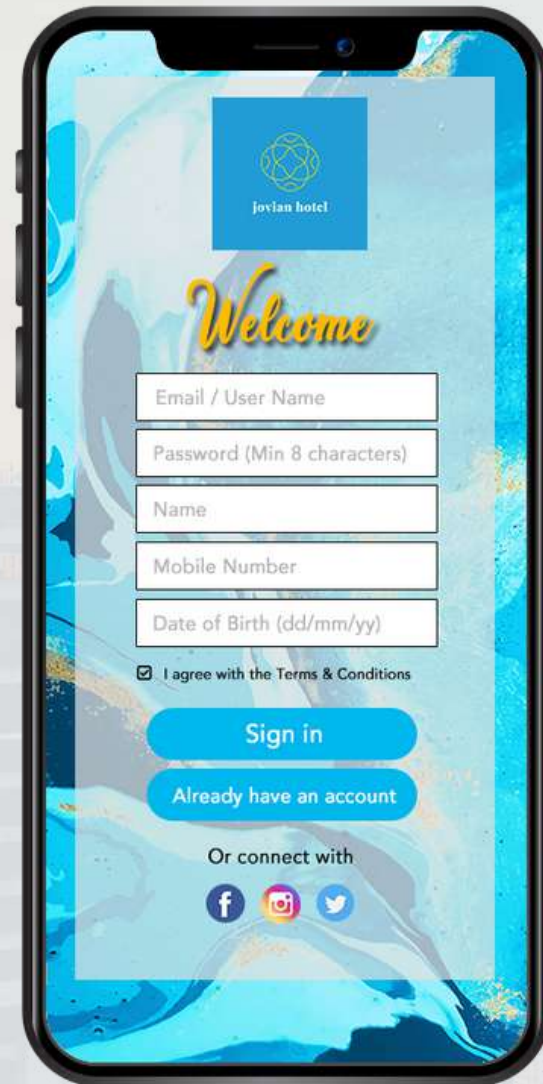 jovian hotel
Welcome
Email / User Name
Password (Min 8 characters)
Name
Mobile Number
Date of Birth (dd/mm/yy)
I agree with the Terms & Conditions
Sign in
Already have an account
Or connect with